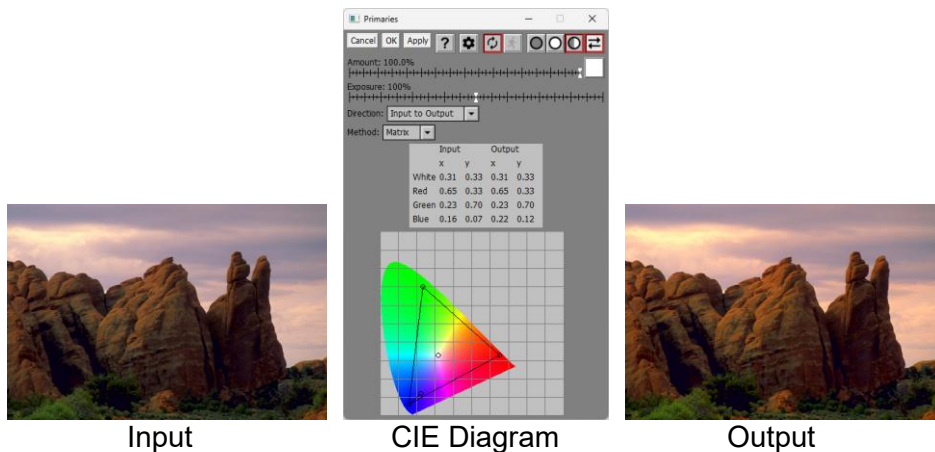 Primaries
Cancel OK Apply ?
Amount: 100.0%
Exposure: 100%
Direction: Input to Output
Method: Matrix
Input Output
x y x y
White 0.31 0.33 0.31 0.33
Red 0.65 0.33 0.65 0.33
Green 0.23 0.70 0.23 0.70
Blue 0.16 0.07 0.22 0.12
Input CIE Diagram Output